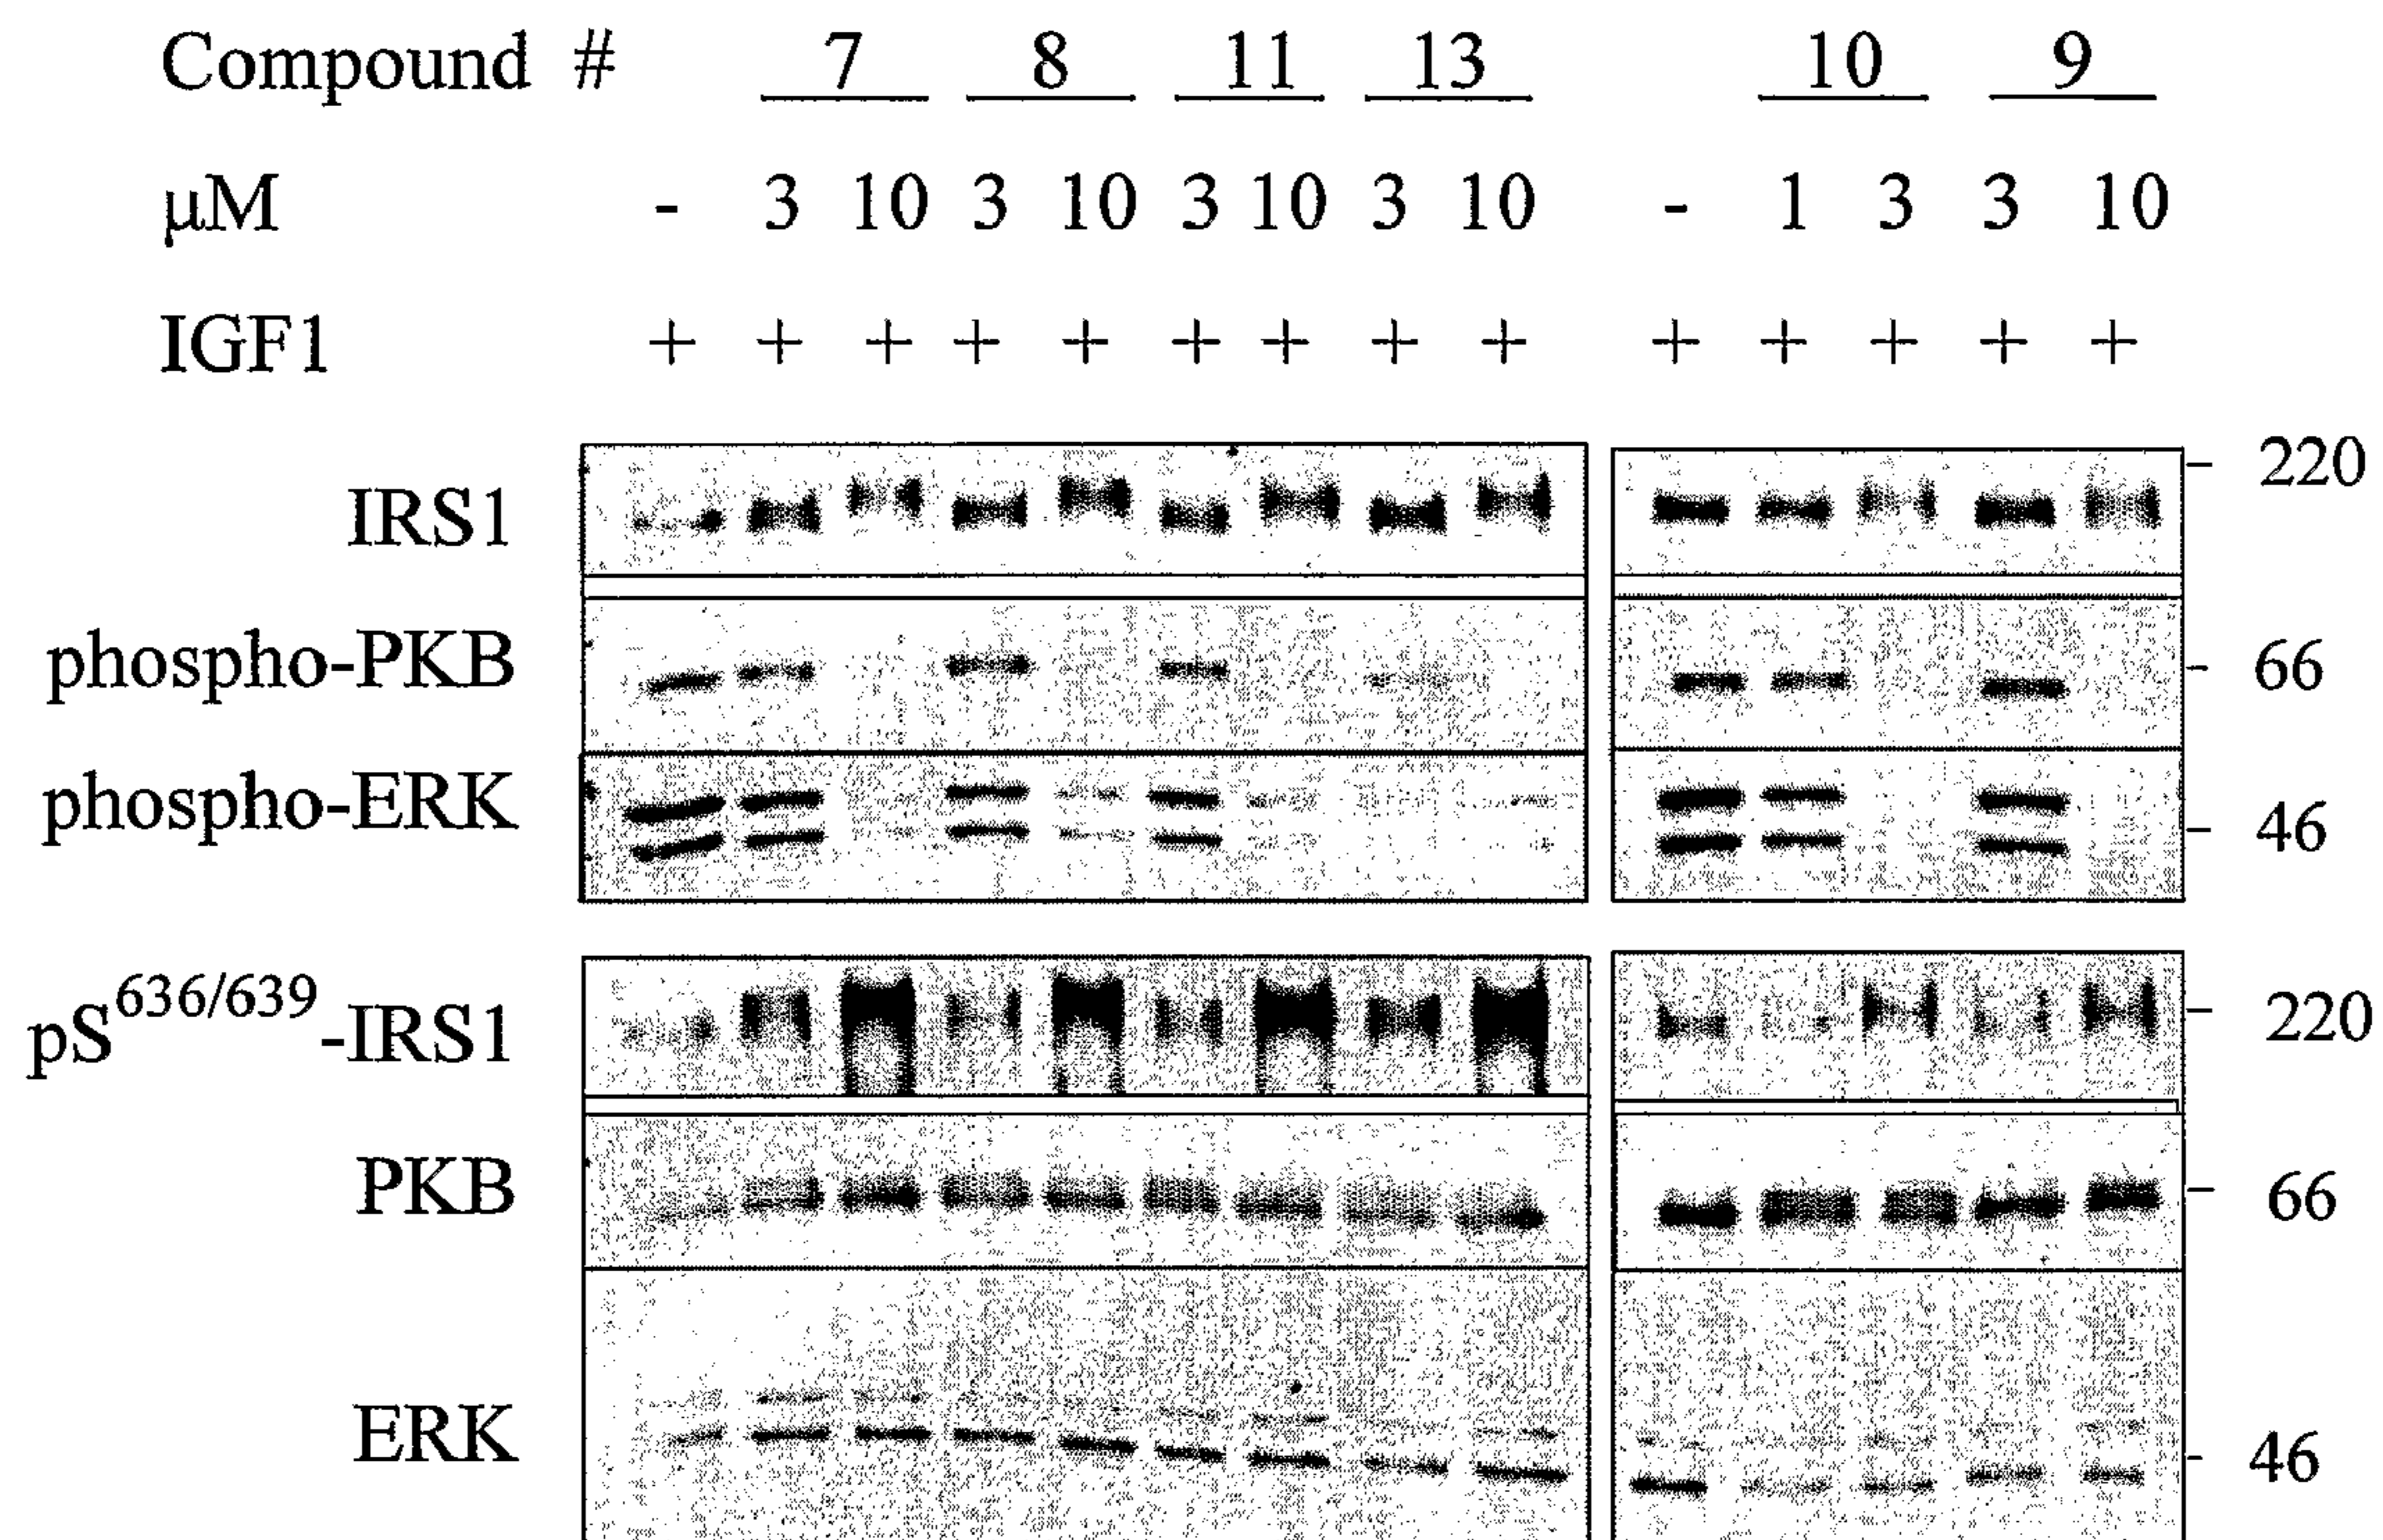 Compound # 7 8 11 13 10 9
μM - 3 10 3 10 3 10 3 10 - 1 3 3 10
IGF1 + + + + + + + + + + + + + +
IRS1 220
phospho-PKB 66
phospho-ERK 46
pS636/639-IRS1 220
PKB 66
ERK 46